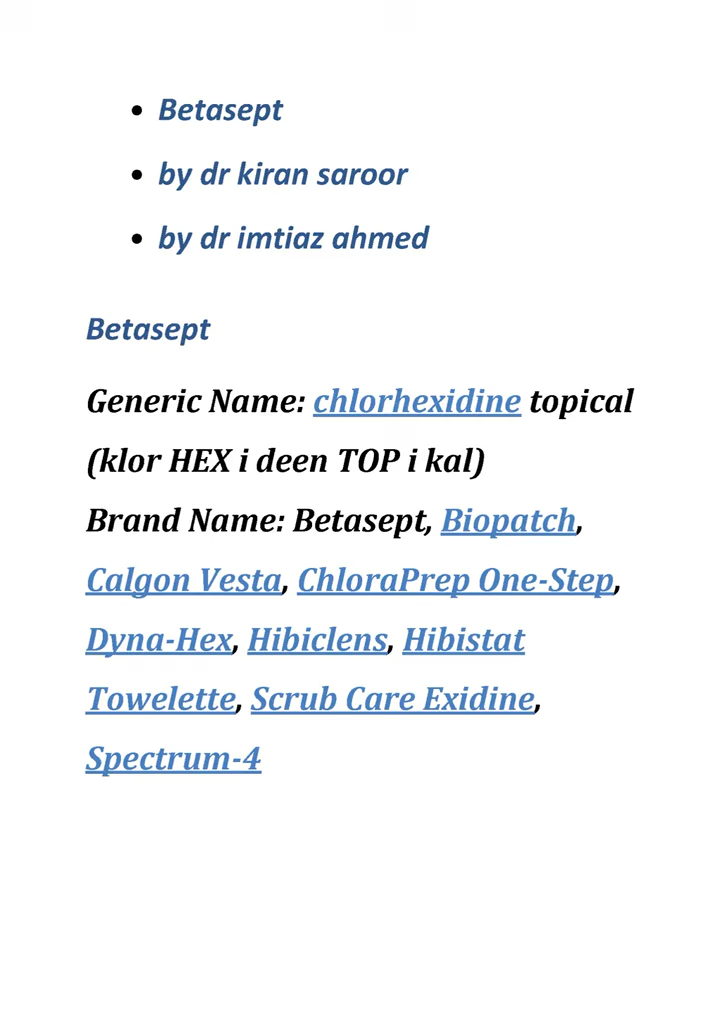 • Betasept
• by dr kiran saroor
• by dr imtiaz ahmed
Betasept
Generic Name: chlorhexidine topical
(klor HEX i deen TOP i kal)
Brand Name: Betasept, Biopatch,
Calgon Vesta, ChloraPrep One-Step,
Dyna-Hex, Hibiclens, Hibistat
Towelette, Scrub Care Exidine,
Spectrum-4